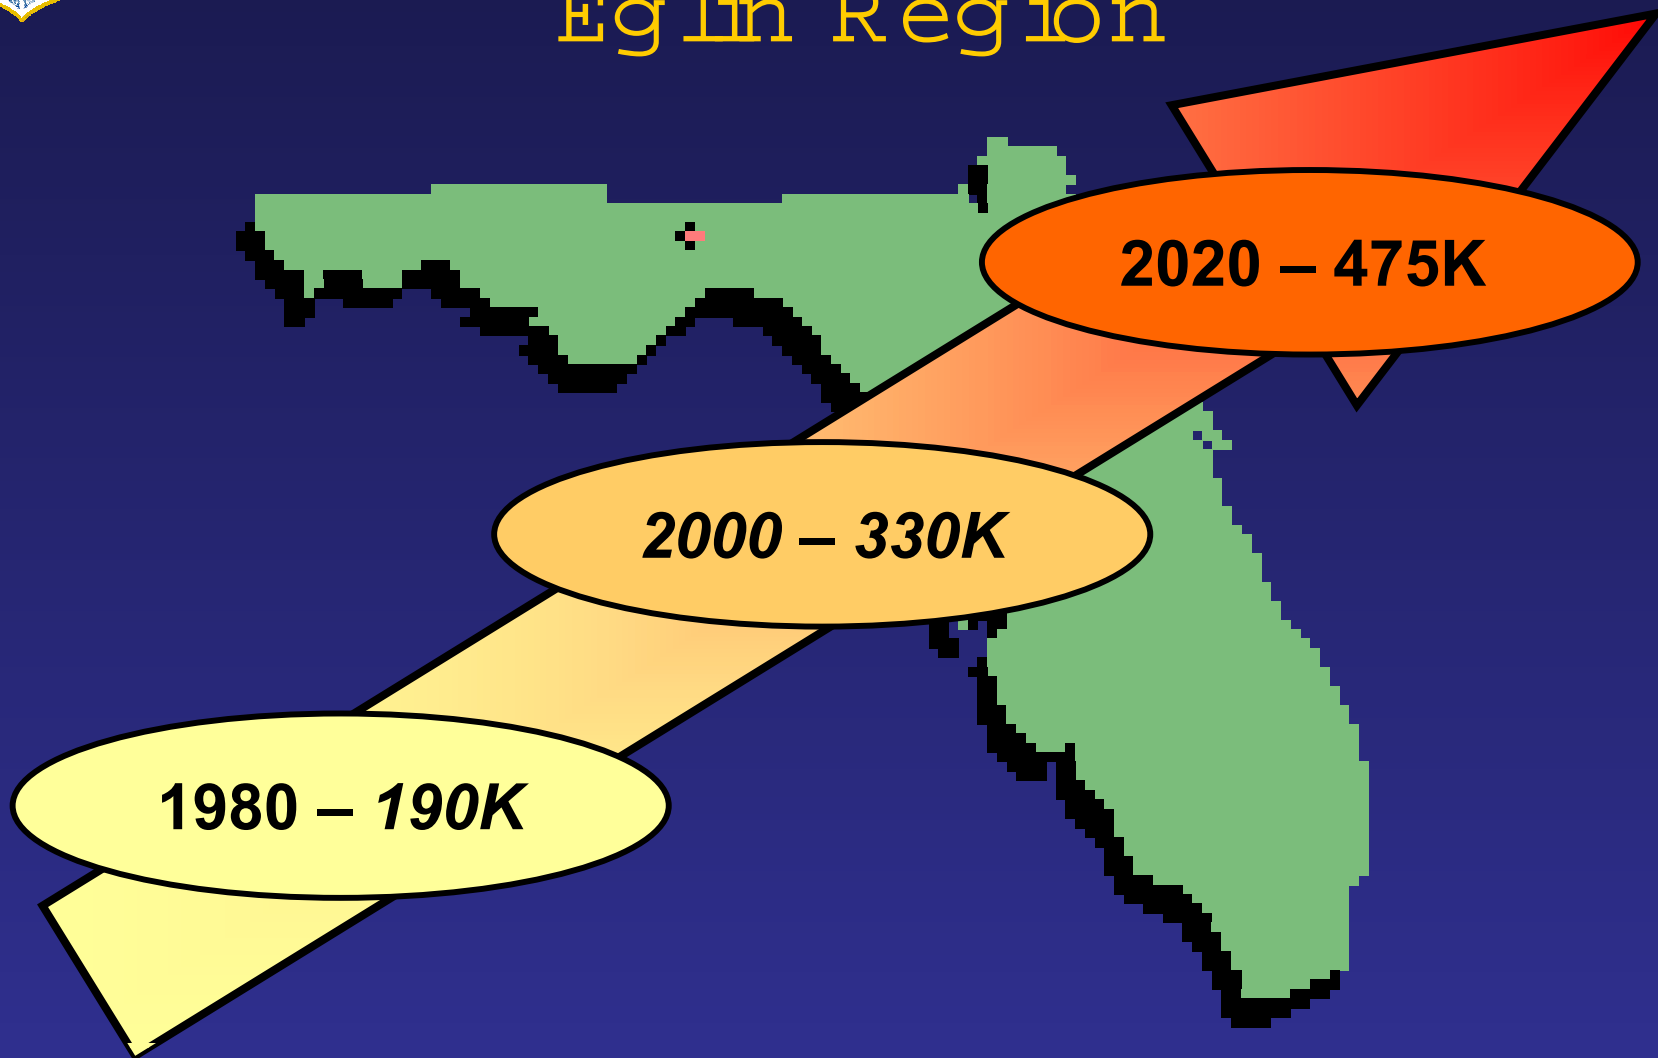 Eglin Region
2020 – 475K
2000 – 330K
1980 – 190K